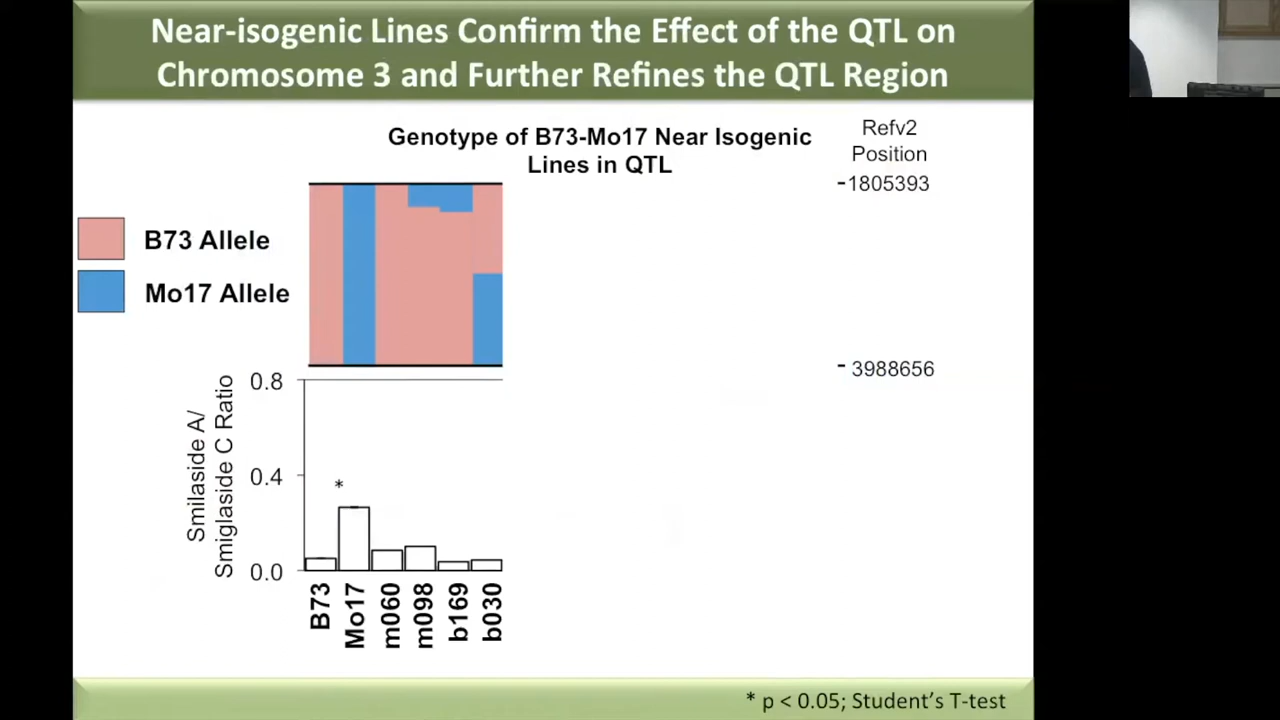 Near-isogenic Lines Confirm the Effect of the QTL on
Chromosome 3 and Further Refines the QTL Region
Genotype of B73-Mo17 Near Isogenic
Lines in QTL
Refv2
Position
-1805393
B73 Allele
Mo17 Allele
- 3988656
Smilaside A/
Smiglaside C Ratio
0.8
0.4
0.0
*
B73
Mo17
m060
m098
b169
b030
* p < 0.05; Student’s T-test